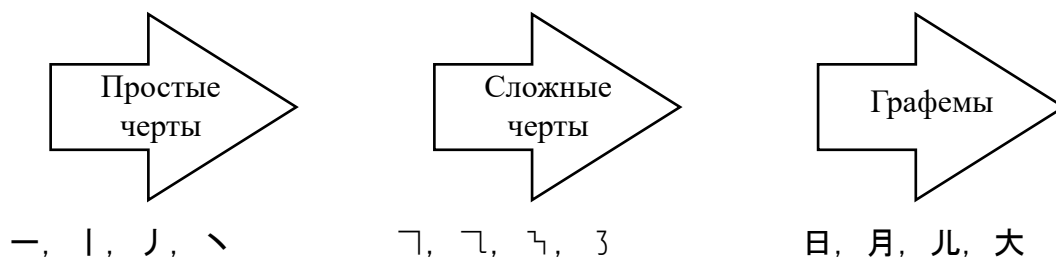 Простые
черты
Сложные
черты
Графемы
一, 丨, 丿, 丶
𠃍, ⺄, ㄣ, ㇋
日, 月, 儿, 大